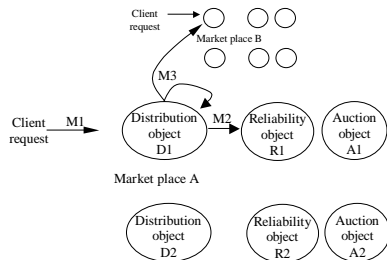 Client
request
Market place B
M3
Client
request
M1
Distribution
object
D1
M2
Reliability
object
R1
Auction
object
A1
Market place A
Distribution
object
D2
Reliability
object
R2
Auction
object
A2